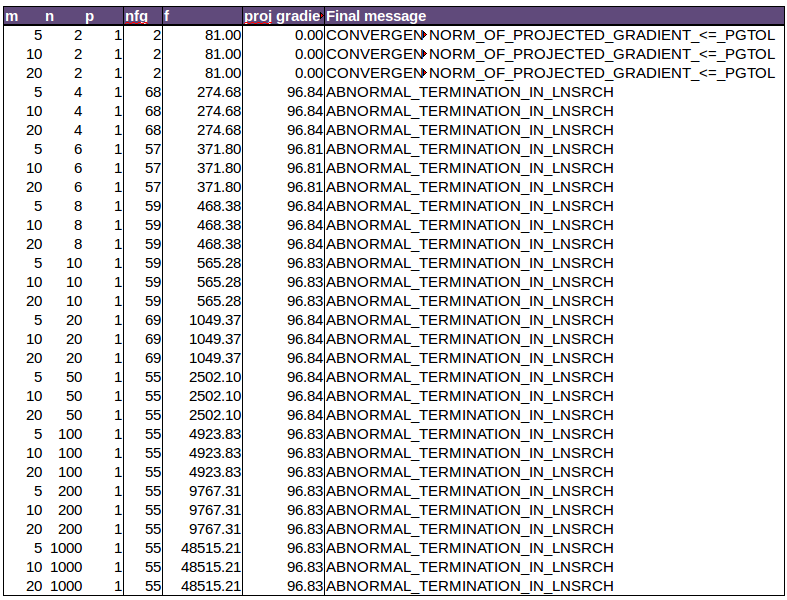 m n p nfg f proj gradie Final message
5 2 1 2 81.00 0.00 CONVERGEN NORM_OF_PROJECTED_GRADIENT_<=_PGTOL
10 2 1 2 81.00 0.00 CONVERGEN NORM_OF_PROJECTED_GRADIENT_<=_PGTOL
20 2 1 2 81.00 0.00 CONVERGEN NORM_OF_PROJECTED_GRADIENT_<=_PGTOL
5 4 1 68 274.68 96.84 ABNORMAL_TERMINATION_IN_LNSRCH
10 4 1 68 274.68 96.84 ABNORMAL_TERMINATION_IN_LNSRCH
20 4 1 68 274.68 96.84 ABNORMAL_TERMINATION_IN_LNSRCH
5 6 1 57 371.80 96.81 ABNORMAL_TERMINATION_IN_LNSRCH
10 6 1 57 371.80 96.81 ABNORMAL_TERMINATION_IN_LNSRCH
20 6 1 57 371.80 96.81 ABNORMAL_TERMINATION_IN_LNSRCH
5 8 1 59 468.38 96.84 ABNORMAL_TERMINATION_IN_LNSRCH
10 8 1 59 468.38 96.84 ABNORMAL_TERMINATION_IN_LNSRCH
20 8 1 59 468.38 96.84 ABNORMAL_TERMINATION_IN_LNSRCH
5 10 1 59 565.28 96.83 ABNORMAL_TERMINATION_IN_LNSRCH
10 10 1 59 565.28 96.83 ABNORMAL_TERMINATION_IN_LNSRCH
20 10 1 59 565.28 96.83 ABNORMAL_TERMINATION_IN_LNSRCH
5 20 1 69 1049.37 96.84 ABNORMAL_TERMINATION_IN_LNSRCH
10 20 1 69 1049.37 96.84 ABNORMAL_TERMINATION_IN_LNSRCH
20 20 1 69 1049.37 96.84 ABNORMAL_TERMINATION_IN_LNSRCH
5 50 1 55 2502.10 96.84 ABNORMAL_TERMINATION_IN_LNSRCH
10 50 1 55 2502.10 96.84 ABNORMAL_TERMINATION_IN_LNSRCH
20 50 1 55 2502.10 96.84 ABNORMAL_TERMINATION_IN_LNSRCH
5 100 1 55 4923.83 96.83 ABNORMAL_TERMINATION_IN_LNSRCH
10 100 1 55 4923.83 96.83 ABNORMAL_TERMINATION_IN_LNSRCH
20 100 1 55 4923.83 96.83 ABNORMAL_TERMINATION_IN_LNSRCH
5 200 1 55 9767.31 96.83 ABNORMAL_TERMINATION_IN_LNSRCH
10 200 1 55 9767.31 96.83 ABNORMAL_TERMINATION_IN_LNSRCH
20 200 1 55 9767.31 96.83 ABNORMAL_TERMINATION_IN_LNSRCH
5 1000 1 55 48515.21 96.83 ABNORMAL_TERMINATION_IN_LNSRCH
10 1000 1 55 48515.21 96.83 ABNORMAL_TERMINATION_IN_LNSRCH
20 1000 1 55 48515.21 96.83 ABNORMAL_TERMINATION_IN_LNSRCH